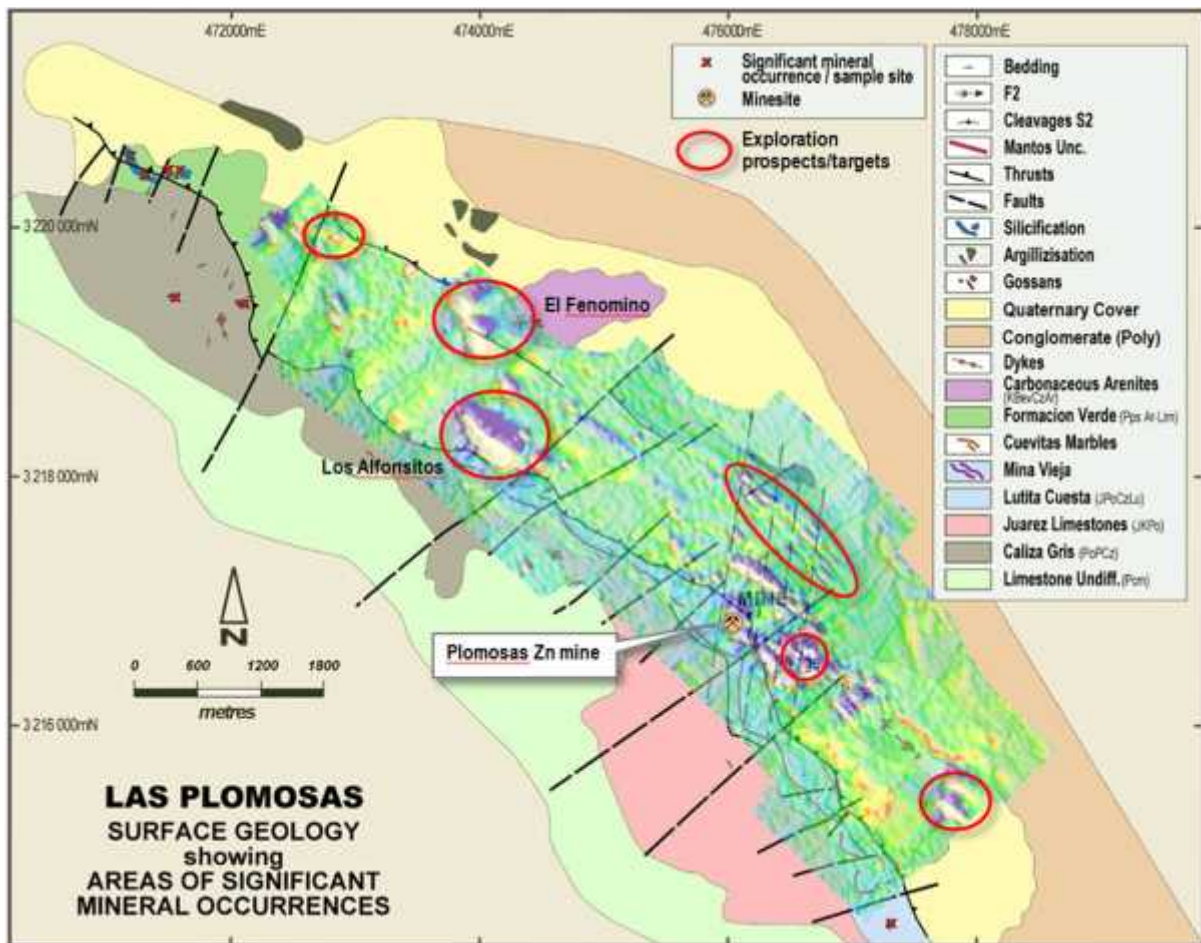 472000mE
474000mE
476000mE
478000mE
3 220 000mN
3 218 000mN
3 216 000mN
Significant mineral
occurrence / sample site
Minesite
Exploration
prospects/targets
Bedding
F2
Cleavages S2
Mantos Unc.
Thrusts
Faults
Silicification
Argillizisation
Gossans
Quaternary Cover
Conglomerate (Poly)
Dykes
Carbonaceous Arenites
(KBevCzAr)
Formacion Verde (Pps Ar-Lm)
Cuevitas Marbles
Mina Vieja
Lutita Cuesta (JPoCzLu)
Juarez Limestones (JKPo)
Caliza Gris (PoPCz)
Limestone Undiff. (Pcm)
El Fenomino
Los Alfonsitos
Plomosas Zn mine
N
0 600 1200 1800
metres
LAS PLOMOSAS
SURFACE GEOLOGY
showing
AREAS OF SIGNIFICANT
MINERAL OCCURRENCES